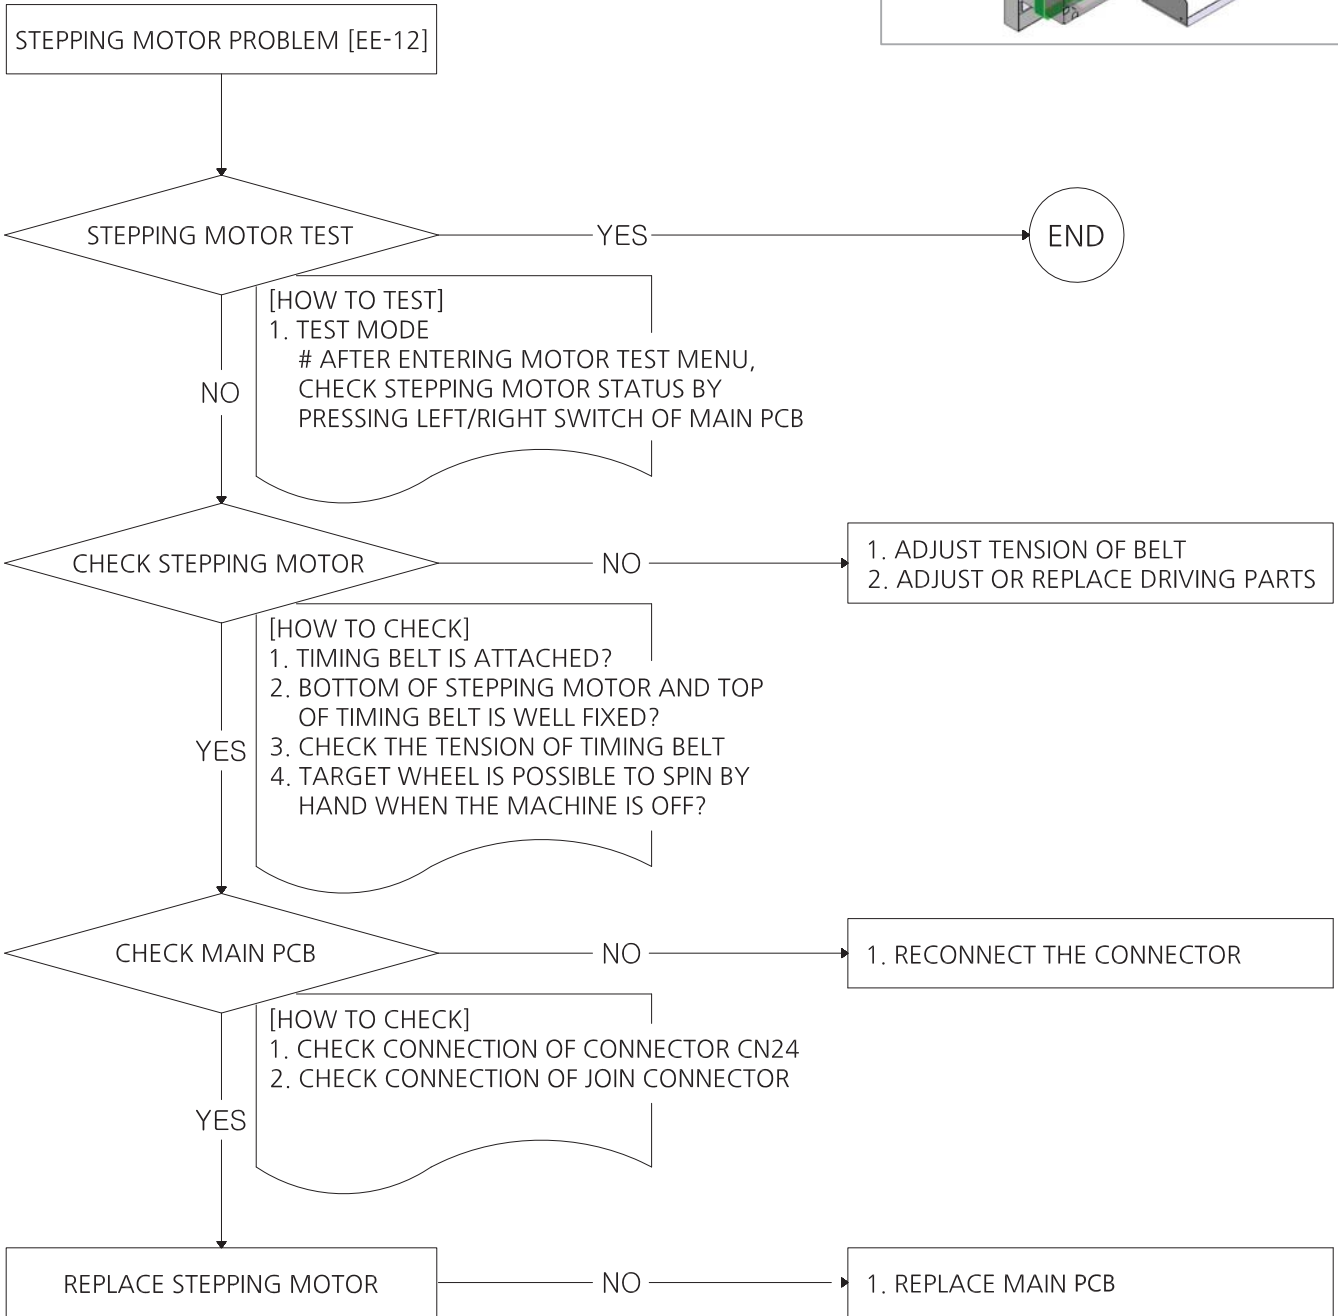 STEPPING MOTOR PROBLEM [EE-12]
STEPPING MOTOR TEST
YES
END
[HOW TO TEST]
1. TEST MODE
# AFTER ENTERING MOTOR TEST MENU,
CHECK STEPPING MOTOR STATUS BY
PRESSING LEFT/RIGHT SWITCH OF MAIN PCB
NO
CHECK STEPPING MOTOR
NO
1. ADJUST TENSION OF BELT
2. ADJUST OR REPLACE DRIVING PARTS
[HOW TO CHECK]
1. TIMING BELT IS ATTACHED?
2. BOTTOM OF STEPPING MOTOR AND TOP
OF TIMING BELT IS WELL FIXED?
3. CHECK THE TENSION OF TIMING BELT
4. TARGET WHEEL IS POSSIBLE TO SPIN BY
HAND WHEN THE MACHINE IS OFF?
YES
CHECK MAIN PCB
NO
1. RECONNECT THE CONNECTOR
[HOW TO CHECK]
1. CHECK CONNECTION OF CONNECTOR CN24
2. CHECK CONNECTION OF JOIN CONNECTOR
YES
REPLACE STEPPING MOTOR
NO
1. REPLACE MAIN PCB